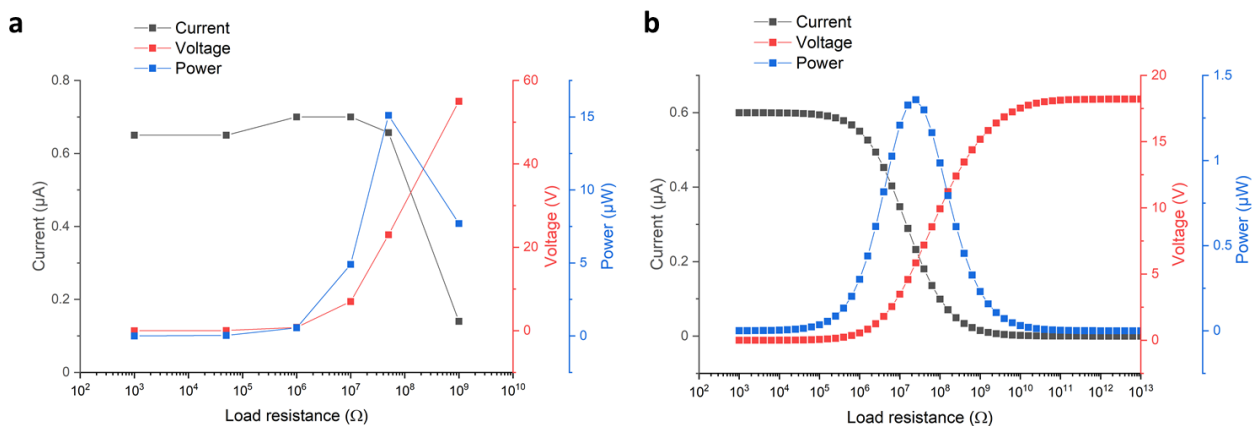 a
Current
Voltage
Power
0.8
0.6
0.4
0.2
0
Current (μA)
60
40
20
0
Voltage (V)
15
10
5
0
Power (μW)
10² 10³ 10⁴ 10⁵ 10⁶ 10⁷ 10⁸ 10⁹ 10¹⁰
Load resistance (Ω)
b
Current
Voltage
Power
0.6
0.4
0.2
0
Current (μA)
20
15
10
5
0
Voltage (V)
1.5
1
0.5
0
Power (μW)
10² 10³ 10⁴ 10⁵ 10⁶ 10⁷ 10⁸ 10⁹ 10¹⁰ 10¹¹ 10¹² 10¹³
Load resistance (Ω)